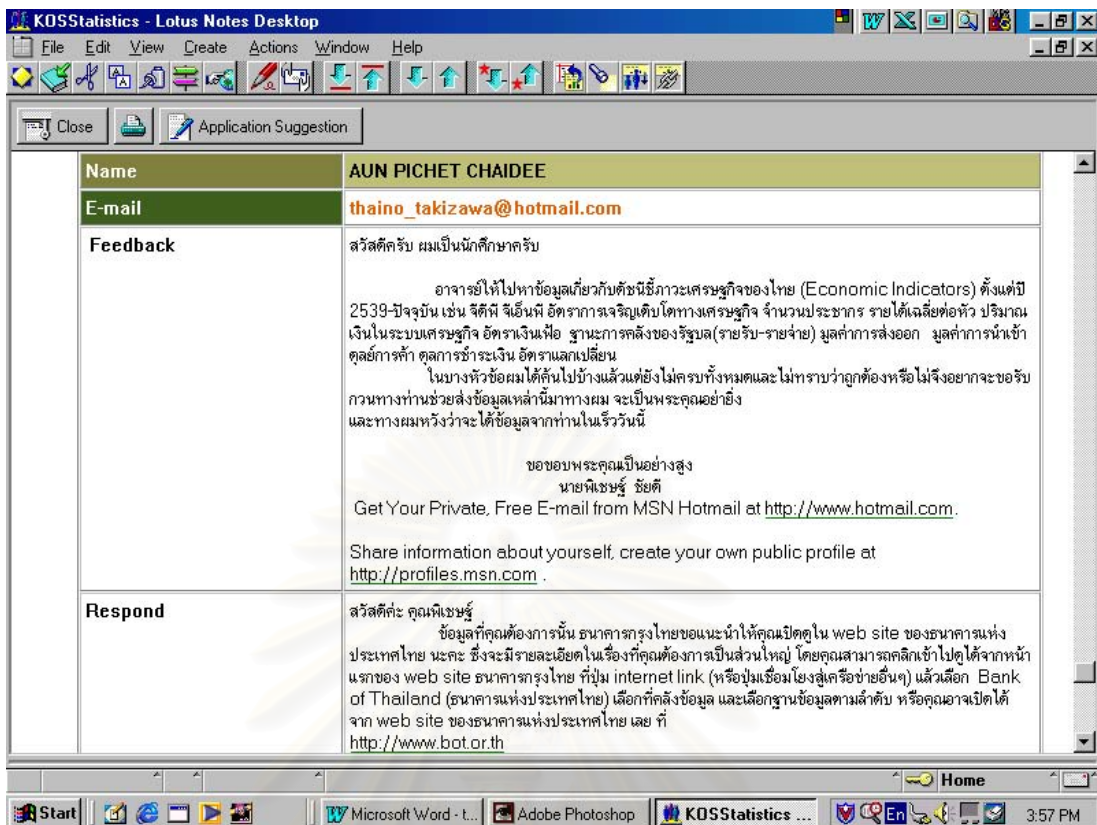 KOSStatistics - Lotus Notes Desktop
File Edit View Create Actions Window Help
Close Application Suggestion
Name AUN PICHET CHAIDEE
E-mail thaino_takizawa@hotmail.com
Feedback สวัสดีครับ ผมเป็นนักศึกษาครับ
อาจารย์ให้ไปหาข้อมูลเกี่ยวกับดัชนีชี้ภาวะเศรษฐกิจของไทย (Economic Indicators) ตั้งแต่ปี
2539-ปัจจุบัน เช่น จีดีพี จีเอ็นพี อัตราการเจริญเติบโตทางเศรษฐกิจ จำนวนประชากร รายได้เฉลี่ยต่อหัว ปริมาณ
เงินในระบบเศรษฐกิจ อัตราเงินเฟ้อ ฐานะการคลังของรัฐบาล(รายรับ-รายจ่าย) มูลค่าการส่งออก มูลค่าการนำเข้า
ดุลย์การค้า ดุลการชำระเงิน อัตราแลกเปลี่ยน
ในบางหัวข้อผมได้ค้นไปบ้างแล้วแต่ยังไม่ครบทั้งหมดและไม่ทราบว่าถูกต้องหรือไม่จึงอยากจะขอรับ
กวนทางท่านช่วยส่งข้อมูลเหล่านี้มาทางผม จะเป็นพระคุณอย่ายิ่ง
และทางผมหวังว่าจะได้ข้อมูลจากท่านในเร็ววันนี้
ขอขอบพระคุณเป็นอย่างสูง
นายพิเชษฐ์ ชัยดี
Get Your Private, Free E-mail from MSN Hotmail at http://www.hotmail.com.
Share information about yourself, create your own public profile at
http://profiles.msn.com .
Respond สวัสดีค่ะ คุณพิเชษฐ์
ข้อมูลที่คุณต้องการนั้น ธนาคารกรุงไทยขอแนะนำให้คุณเปิดดูใน web site ของธนาคารแห่ง
ประเทศไทย นะคะ ซึ่งจะมีรายละเอียดในเรื่องที่คุณต้องการเป็นส่วนใหญ่ โดยคุณสามารถคลิกเข้าไปดูได้จากหน้า
แรกของ web site ธนาคารกรุงไทย ที่ปุ่ม internet link (หรือปุ่มเชื่อมโยงสู่เครือข่ายอื่นๆ) แล้วเลือก Bank
of Thailand (ธนาคารแห่งประเทศไทย) เลือกที่คลังข้อมูล และเลือกฐานข้อมูลตามลำดับ หรือคุณอาจเปิดได้
จาก web site ของธนาคารแห่งประเทศไทย เลย ที่
http://www.bot.or.th
Home
Start Microsoft Word - t... Adobe Photoshop KOSStatistics ... En 3:57 PM